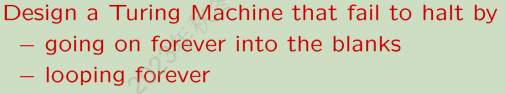 Design a Turing Machine that fail to halt by
– going on forever into the blanks
– looping forever